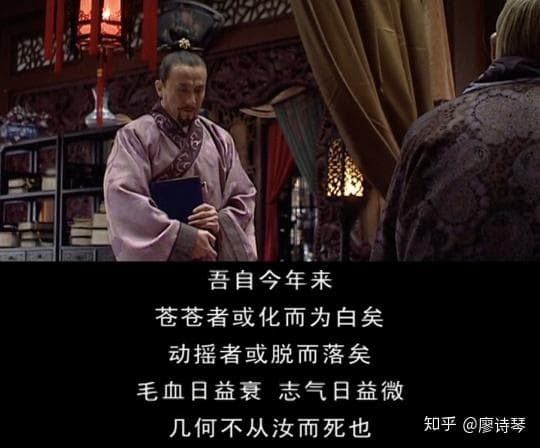 吾自今年来
苍苍者或化而为白矣
动摇者或脱而落矣
毛血日益衰 志气日益微
几何不从汝而死也
知乎 @廖诗琴